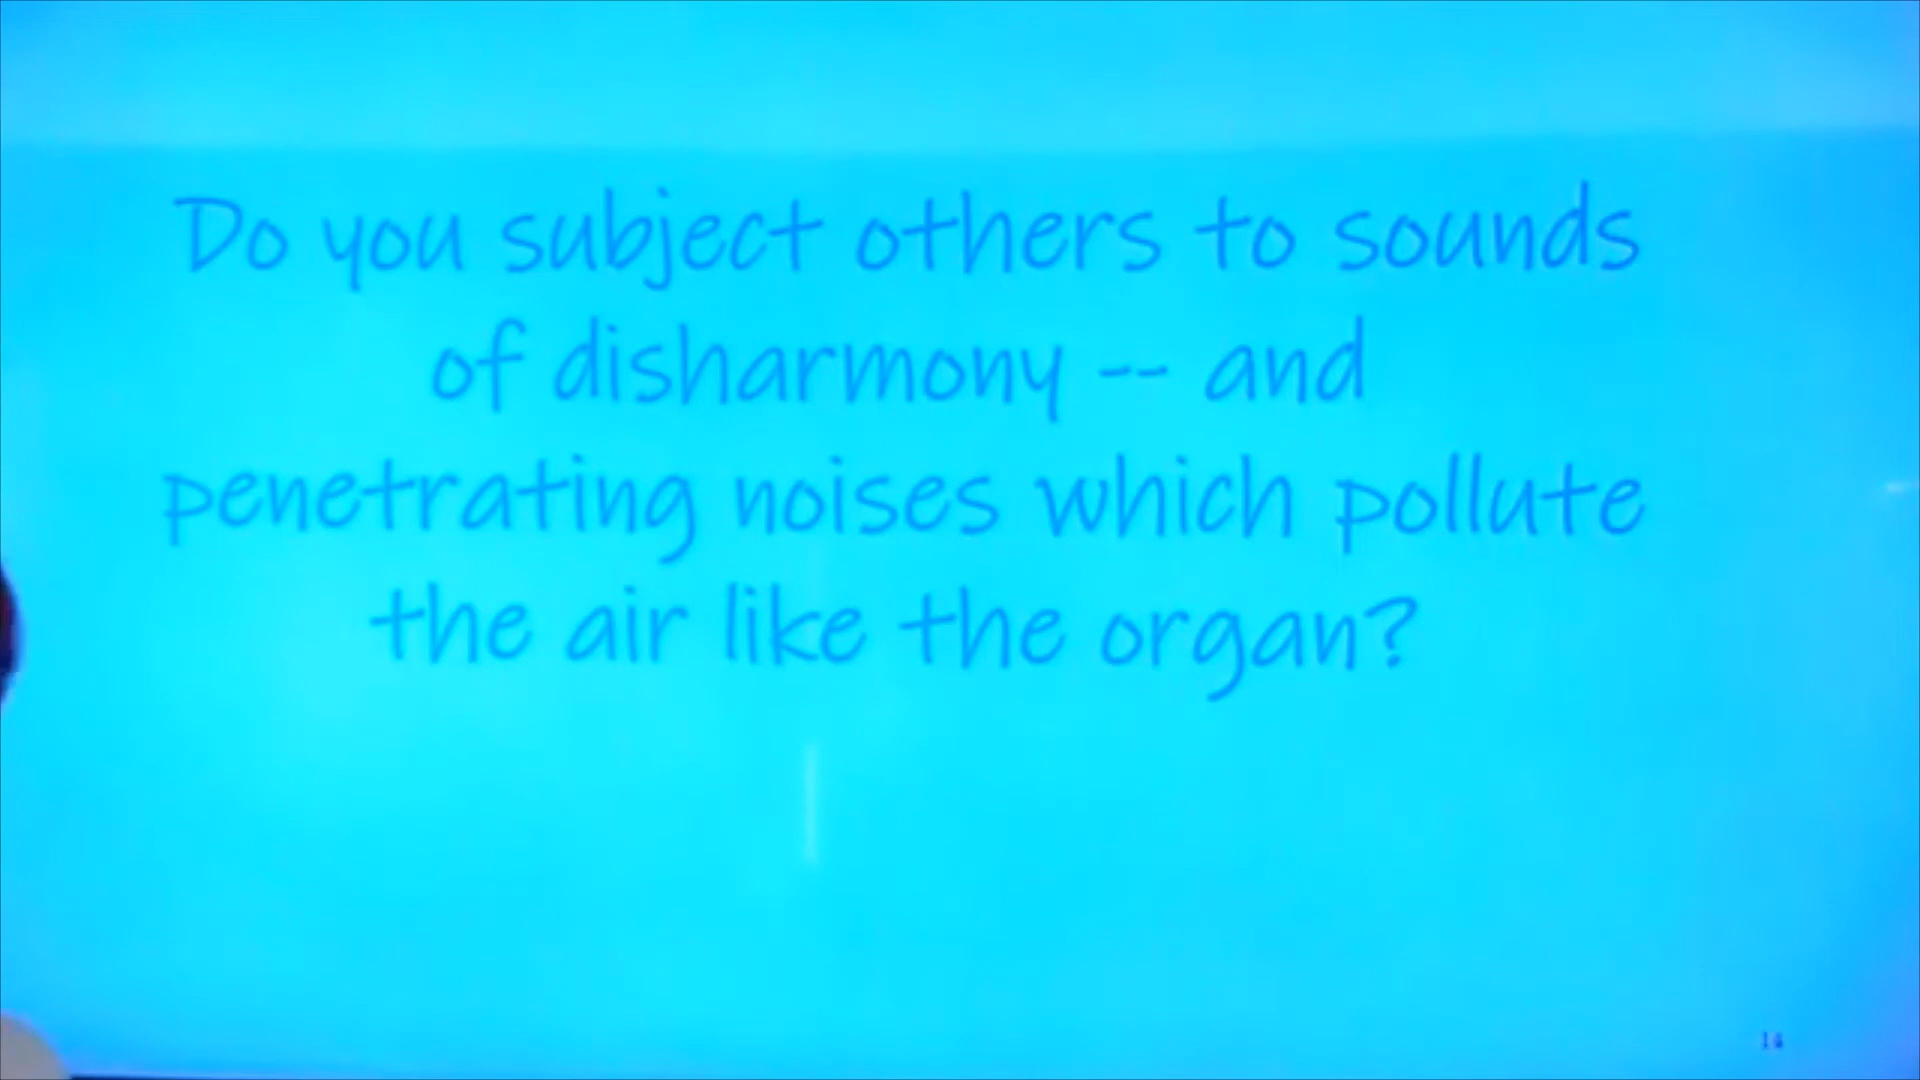 Do you subject others to sounds
of disharmony -- and
penetrating noises which pollute
the air like the organ?